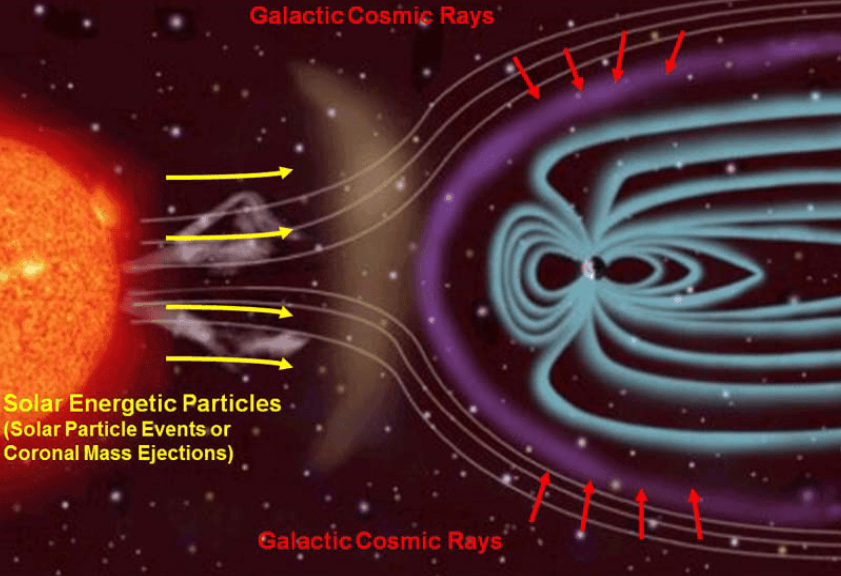 Galactic Cosmic Rays
Solar Energetic Particles
(Solar Particle Events or
Coronal Mass Ejections)
Galactic Cosmic Rays